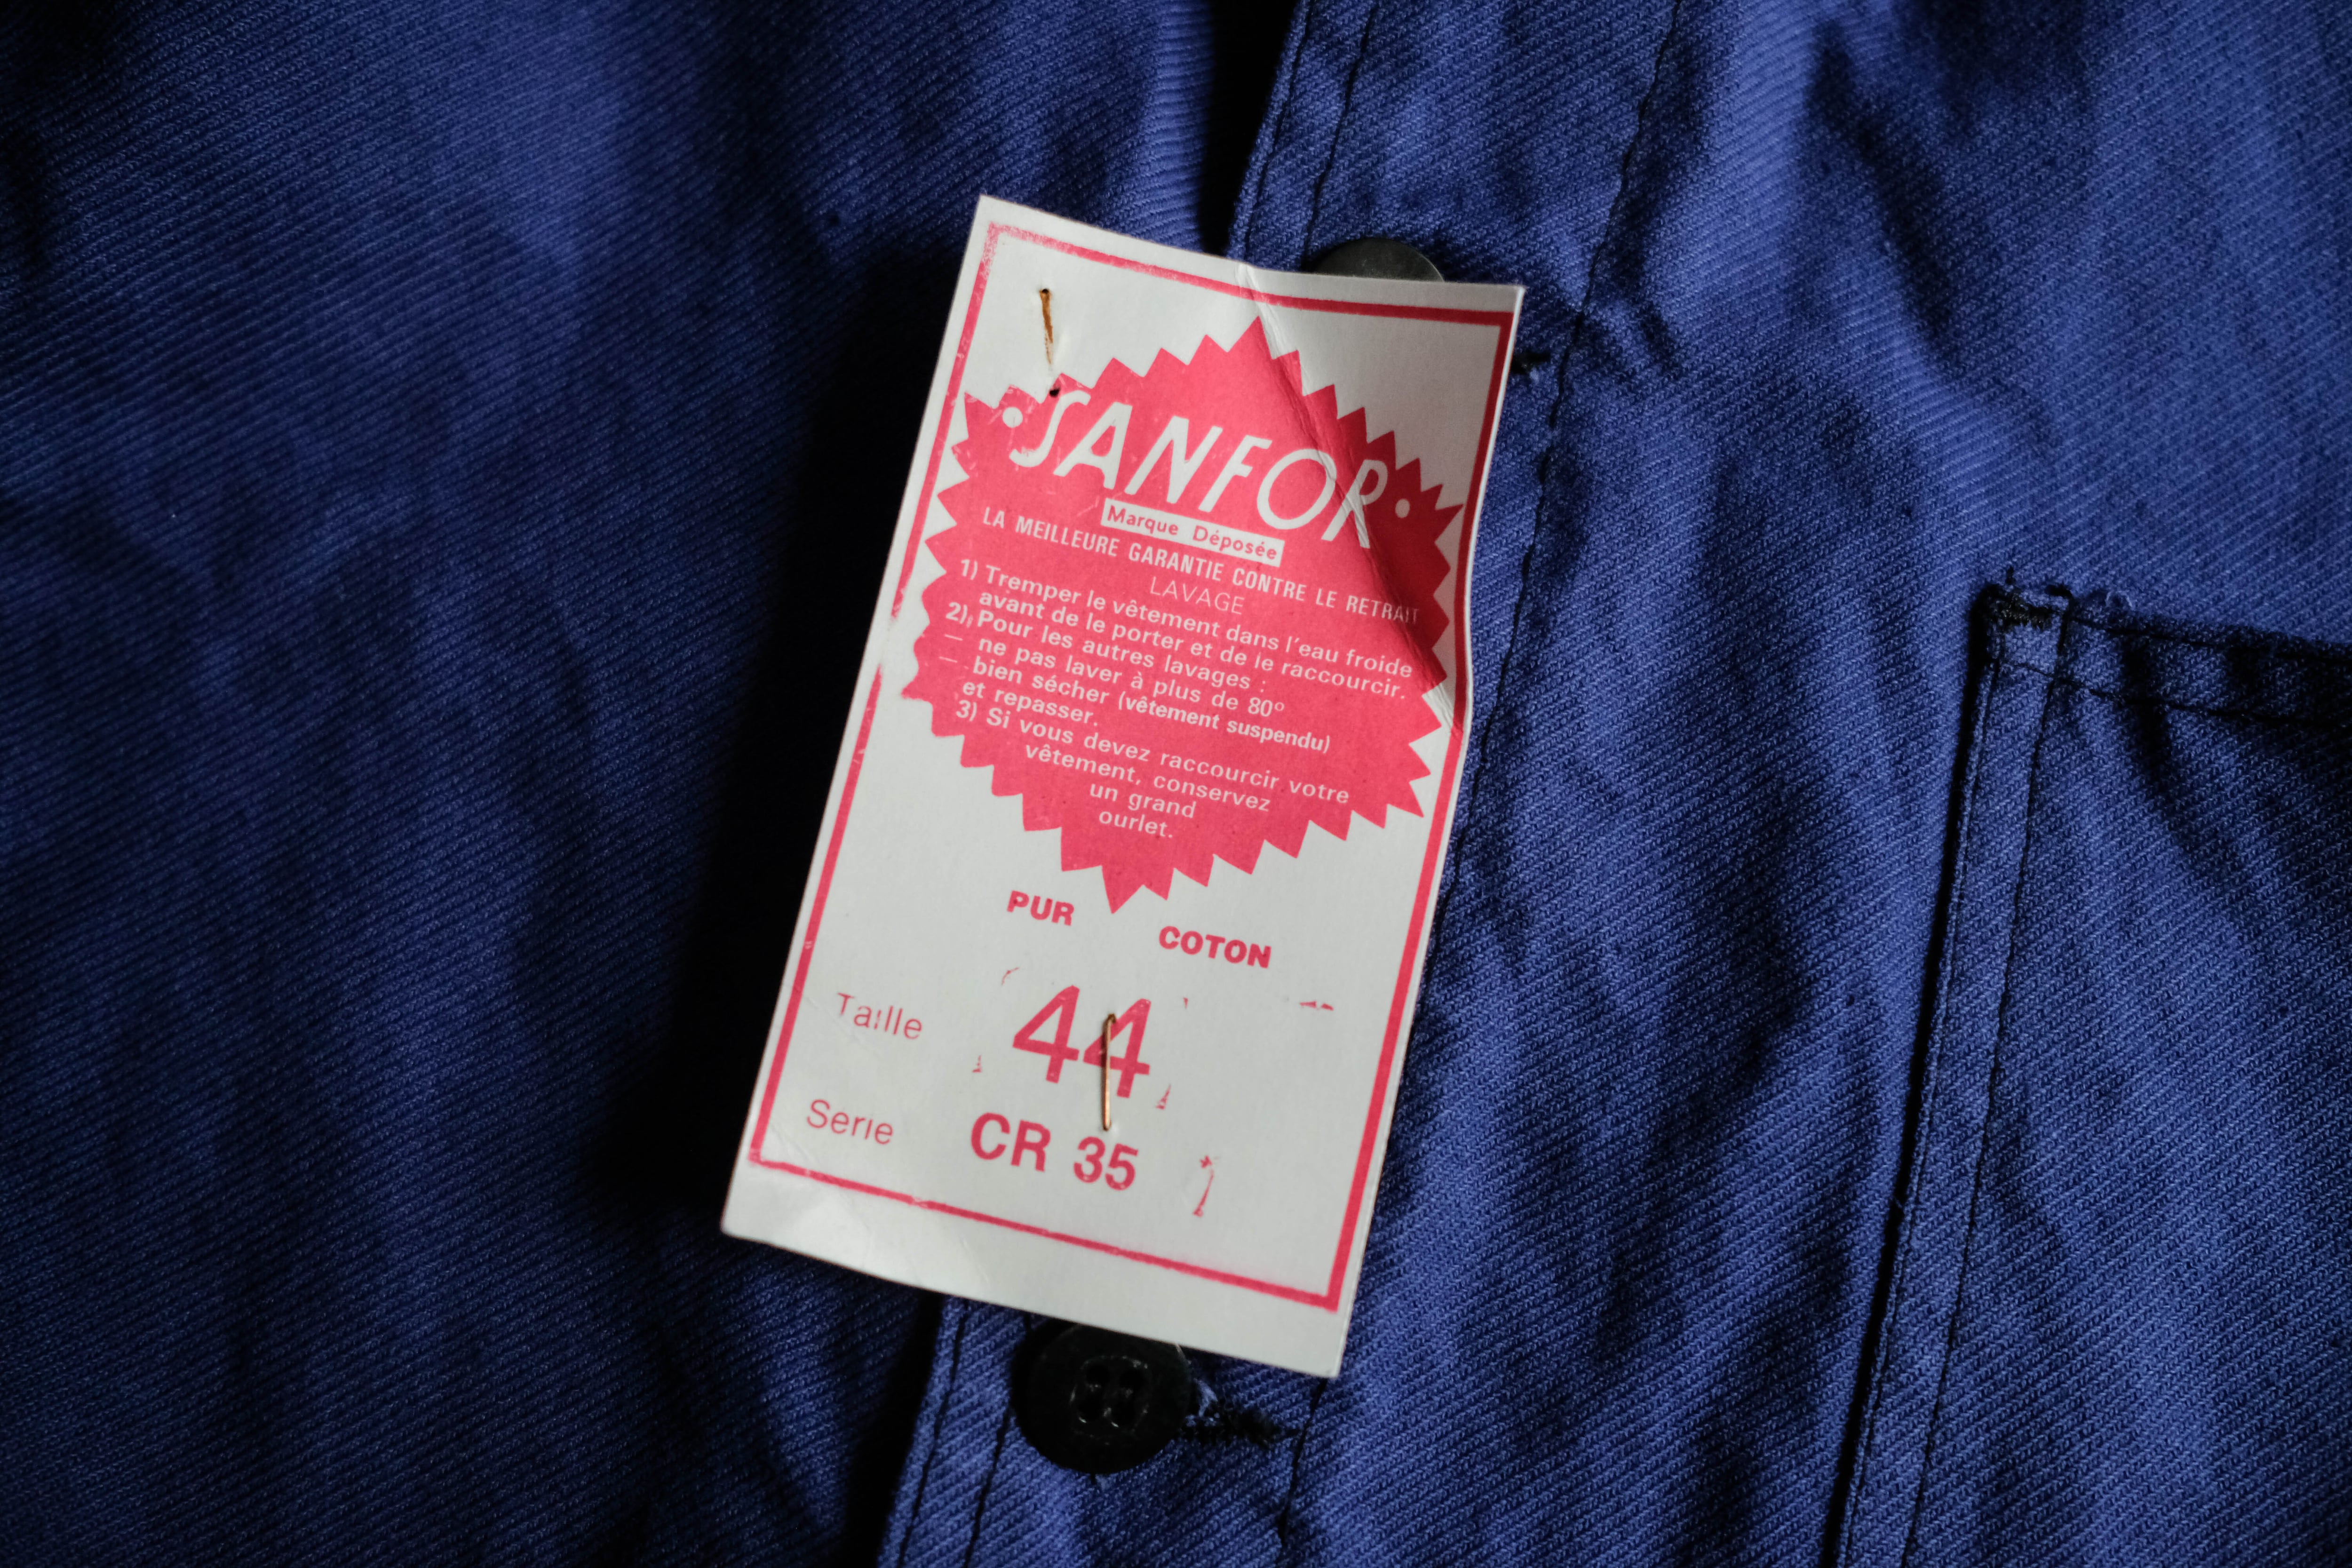 SANFOR
Marque Déposée
LA MEILLEURE GARANTIE CONTRE LE RETRAIT
LAVAGE
1) Tremper le vêtement dans l'eau froide
avant de le porter et de le raccourcir.
2) Pour les autres lavages :
— ne pas laver à plus de 80°
— bien sécher (vêtement suspendu)
et repasser.
3) Si vous devez raccourcir votre
vêtement, conservez
un grand
ourlet.
PUR COTON
Taille 44
Serie CR 35